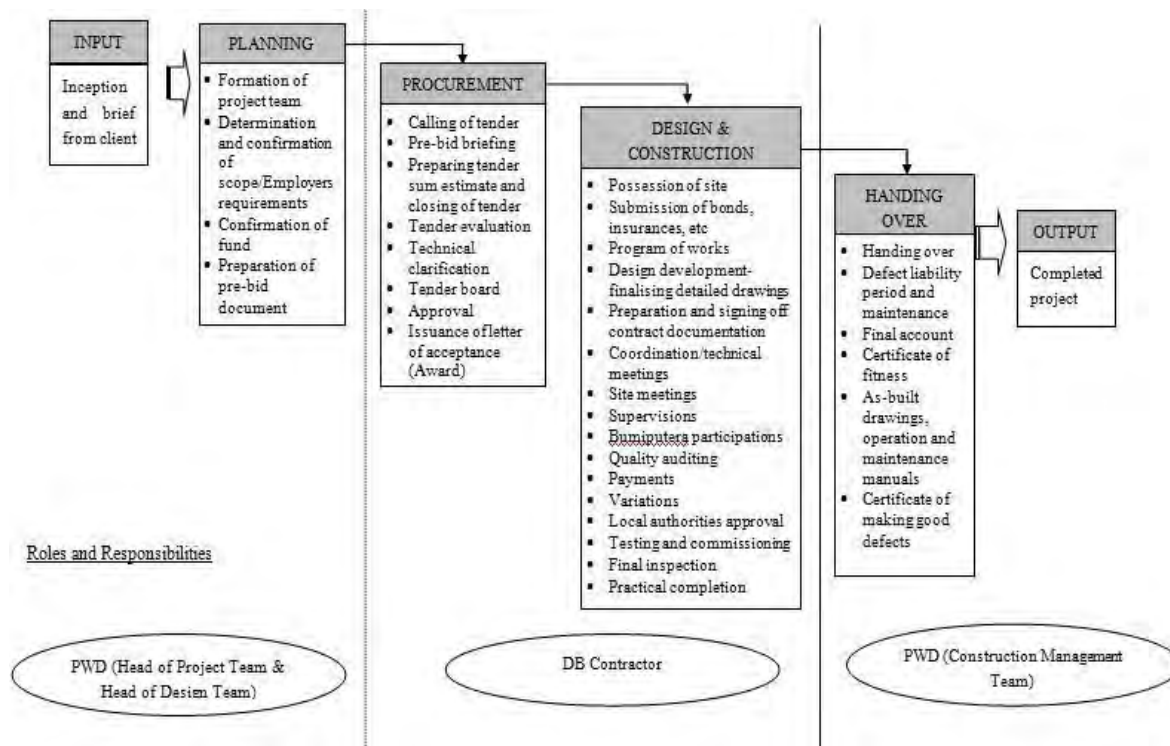 INPUT
Inception
and brief
from client
PLANNING
▪ Formation of
project team
▪ Determination
and confirmation
of
scope/Employers
requirements
▪ Confirmation of
fund
▪ Preparation of
pre-bid
document
PROCUREMENT
▪ Calling of tender
▪ Pre-bid briefing
▪ Preparing tender
sum estimate and
closing of tender
▪ Tender evaluation
▪ Technical
clarification
▪ Tender board
▪ Approval
▪ Issuance of letter
of acceptance
(Award)
DESIGN &
CONSTRUCTION
▪ Possession of site
▪ Submission of bonds,
insurances, etc
▪ Program of works
▪ Design development-
finalising detailed drawings
▪ Preparation and signing off
contract documentation
▪ Coordination/technical
meetings
▪ Site meetings
▪ Supervisions
▪ Bumiputera participations
▪ Quality auditing
▪ Payments
▪ Variations
▪ Local authorities approval
▪ Testing and commissioning
▪ Final inspection
▪ Practical completion
HANDING
OVER
▪ Handing over
▪ Defect liability
period and
maintenance
▪ Final account
▪ Certificate of
fitness
▪ As-built
drawings,
operation and
maintenance
manuals
▪ Certificate of
making good
defects
OUTPUT
Completed
project
Roles and Responsibilities
PWD (Head of Project Team &
Head of Design Team)
DB Contractor
PWD (Construction Management
Team)